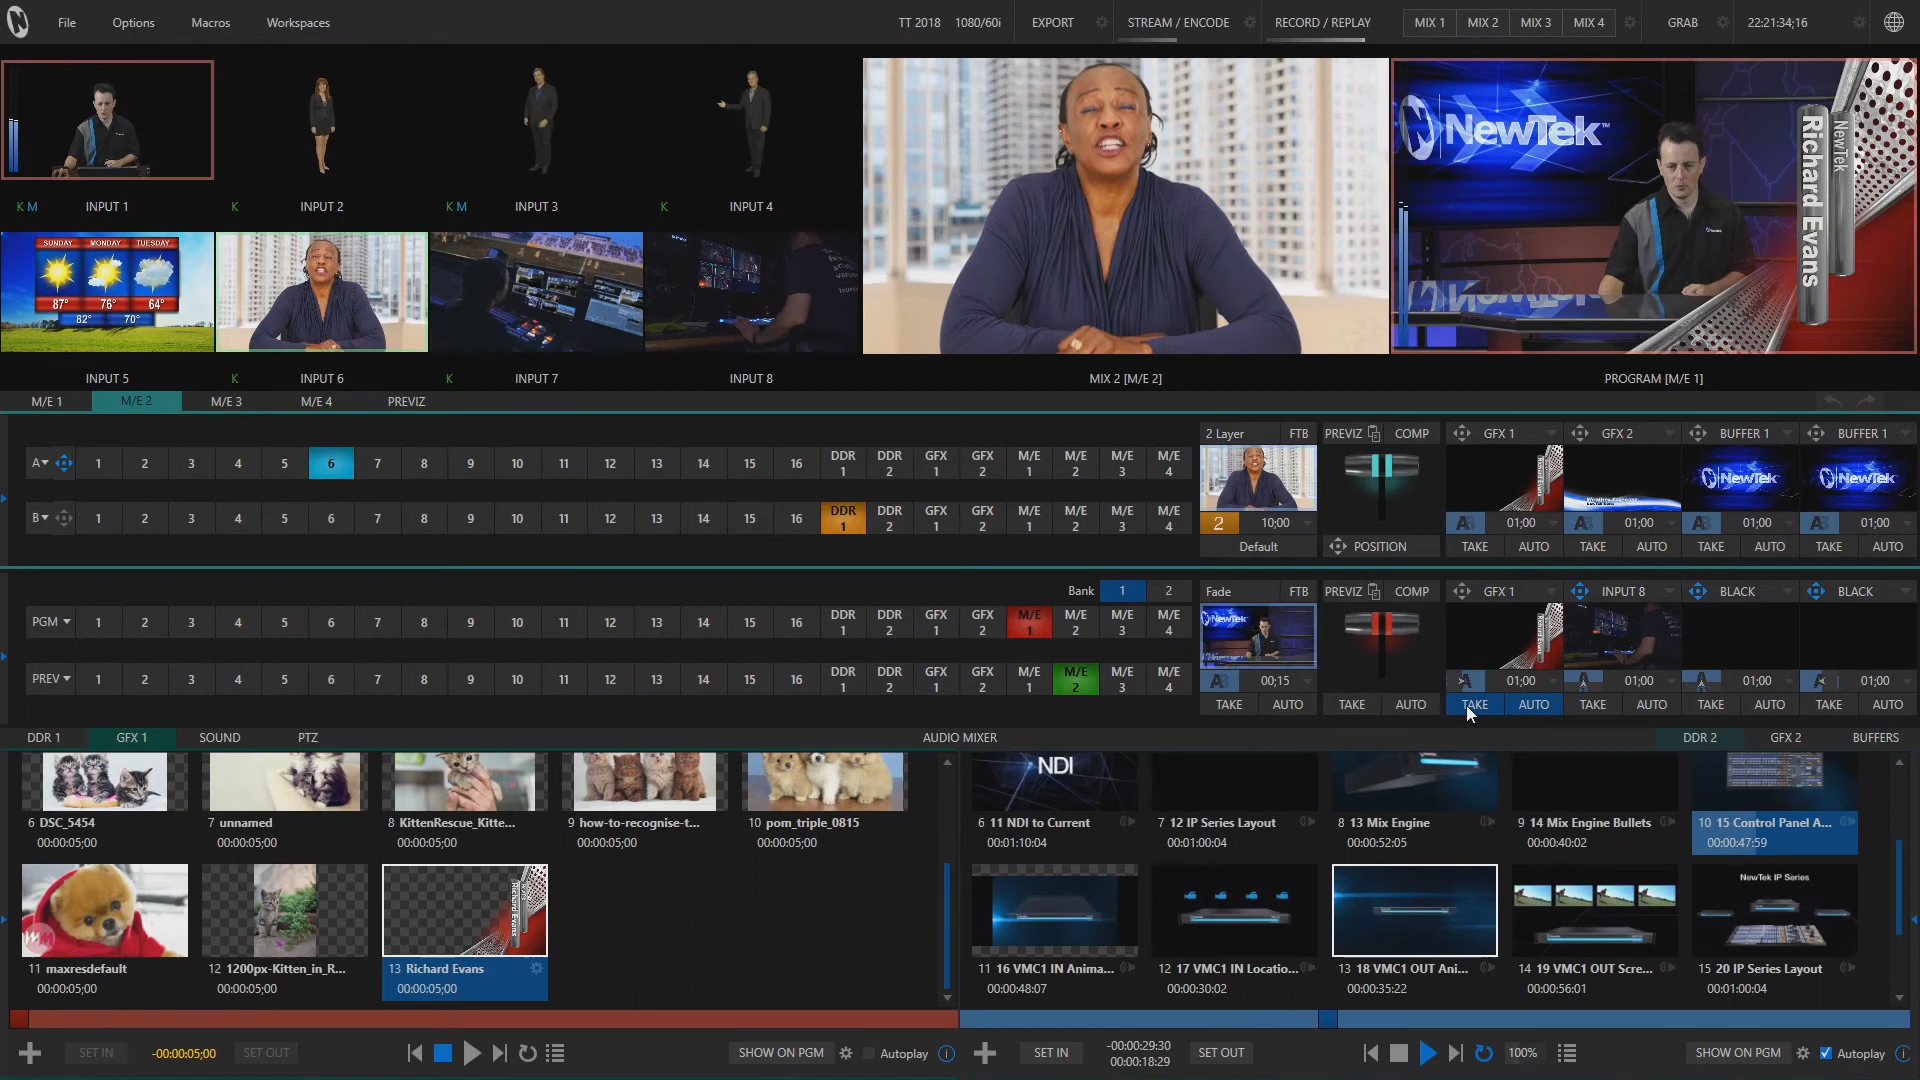 File Options Macros Workspaces TT 2018 1080/60i EXPORT STREAM / ENCODE RECORD / REPLAY MIX 1 MIX 2 MIX 3 MIX 4 GRAB 22:21:34;16
NewTek™
NewTek
Richard Evans
K M INPUT 1 K INPUT 2 K M INPUT 3 K INPUT 4
SUNDAY MONDAY TUESDAY
87° 76° 64°
82° 70°
INPUT 5 K INPUT 6 K INPUT 7 INPUT 8 MIX 2 [M/E 2] PROGRAM [M/E 1]
M/E 1 M/E 2 M/E 3 M/E 4 PREVIZ
2 Layer FTB PREVIZ COMP GFX 1 GFX 2 BUFFER 1 BUFFER 1
A 1 2 3 4 5 6 7 8 9 10 11 12 13 14 15 16 DDR 1 DDR 2 GFX 1 GFX 2 M/E 1 M/E 2 M/E 3 M/E 4
Richard Evans NewTek NewTek
B 1 2 3 4 5 6 7 8 9 10 11 12 13 14 15 16 DDR 1 DDR 2 GFX 1 GFX 2 M/E 1 M/E 2 M/E 3 M/E 4
2 10;00 AB 01;00 AB 01;00 AB 01;00 AB 01;00
Default POSITION TAKE AUTO TAKE AUTO TAKE AUTO TAKE AUTO
Bank 1 2 Fade FTB PREVIZ COMP GFX 1 INPUT 8 BLACK BLACK
PGM 1 2 3 4 5 6 7 8 9 10 11 12 13 14 15 16 DDR 1 DDR 2 GFX 1 GFX 2 M/E 1 M/E 2 M/E 3 M/E 4
NewTek Richard Evans
PREV 1 2 3 4 5 6 7 8 9 10 11 12 13 14 15 16 DDR 1 DDR 2 GFX 1 GFX 2 M/E 1 M/E 2 M/E 3 M/E 4
AB 00;15 A 01;00 A 01;00 A 01;00 A 01;00
TAKE AUTO TAKE AUTO TAKE AUTO TAKE AUTO TAKE AUTO TAKE AUTO
DDR 1 GFX 1 SOUND PTZ AUDIO MIXER DDR 2 GFX 2 BUFFERS
NDI
6 DSC_5454 7 unnamed 8 KittenRescue_Kitte... 9 how-to-recognise-t... 10 pom_triple_0815 6 11 NDI to Current 7 12 IP Series Layout 8 13 Mix Engine 9 14 Mix Engine Bullets 10 15 Control Panel A...
00:00:05;00 00:00:05;00 00:00:05;00 00:00:05;00 00:00:05;00 00:01:10:04 00:01:00:04 00:00:52:05 00:00:40:02 00:00:47:59
Richard Evans NewTek IP Series
11 maxresdefault 12 1200px-Kitten_in_R... 13 Richard Evans 11 16 VMC1 IN Anima... 12 17 VMC1 IN Locatio... 13 18 VMC1 OUT Ani... 14 19 VMC1 OUT Scre... 15 20 IP Series Layout
00:00:05;00 00:00:05;00 00:00:05;00 00:00:48:07 00:00:30:02 00:00:35:22 00:00:56:01 00:01:00:04
SET IN -00:00:05;00 SET OUT SHOW ON PGM Autoplay SET IN -00:00:29:30 SET OUT 100% SHOW ON PGM Autoplay
00:00:18:29